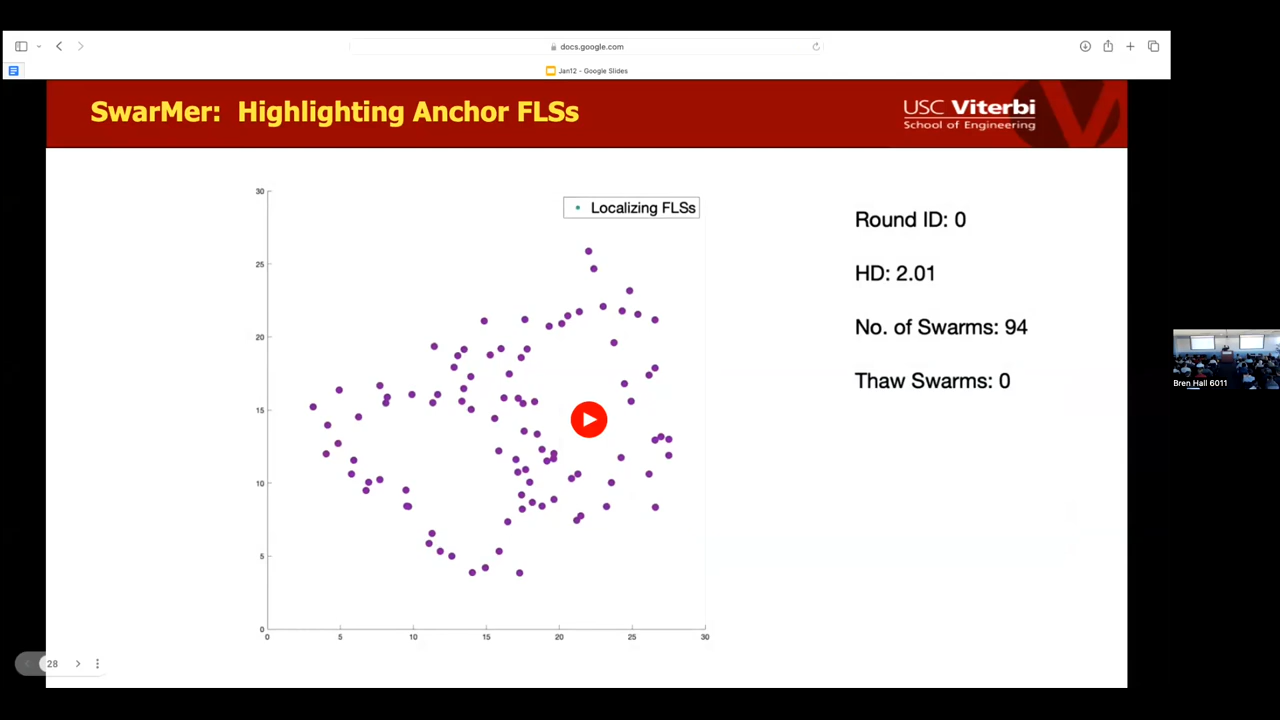 docs.google.com
Jan12 - Google Slides
SwarMer: Highlighting Anchor FLSs
USC Viterbi
School of Engineering
Localizing FLSs
30
25
20
15
10
5
0
0 5 10 15 20 25 30
Round ID: 0
HD: 2.01
No. of Swarms: 94
Thaw Swarms: 0
Bren Hall 6011
28